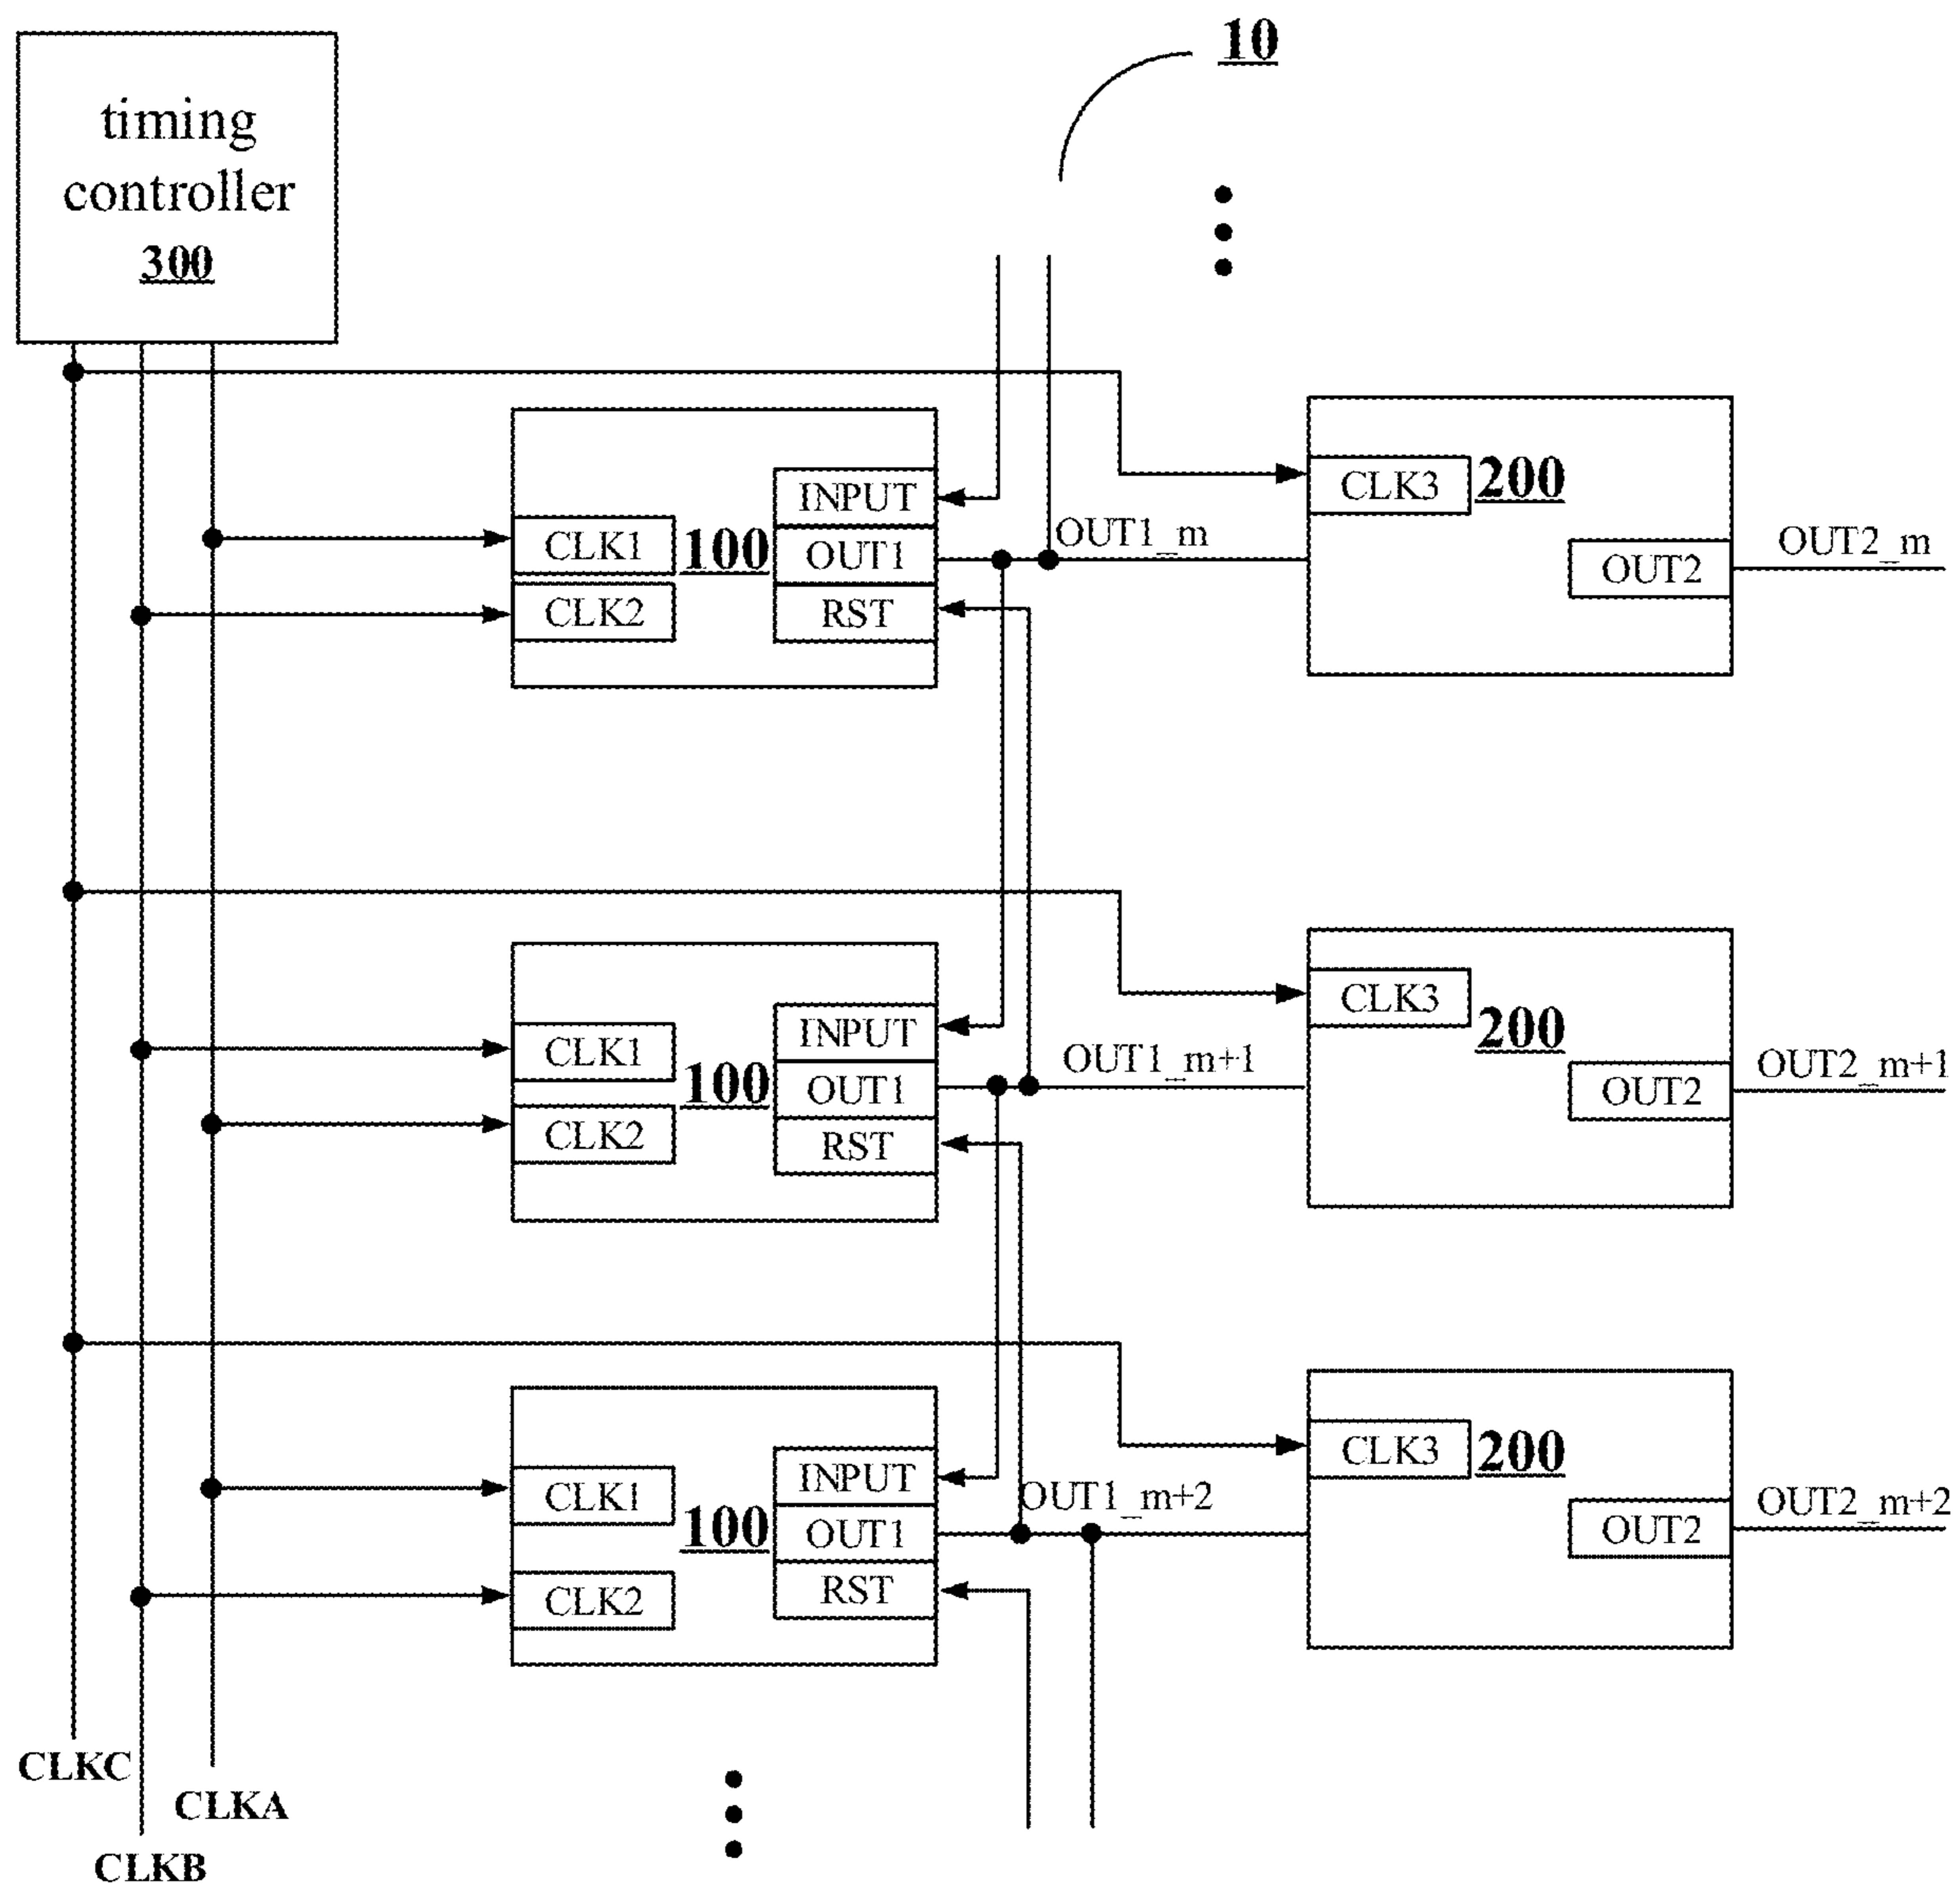 10
timing
controller
300
CLK3
200
INPUT
OUT1_m
OUT2_m
CLK1
100
OUT1
OUT2
CLK2
RST
CLK3
200
INPUT
OUT1_m+1
OUT2_m+1
CLK1
100
OUT1
OUT2
CLK2
RST
CLK3
200
INPUT
OUT1_m+2
OUT2_m+2
CLK1
100
OUT1
OUT2
CLK2
RST
CLKC
CLKA
CLKB